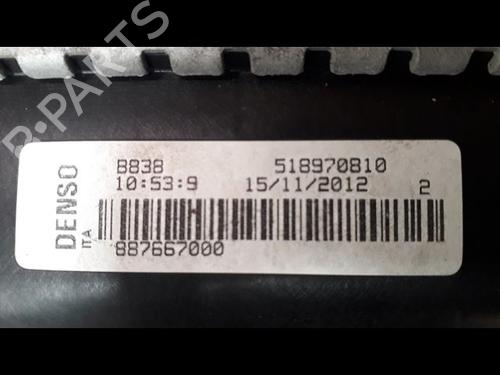 B-PARTS
DENSO
ITA
B838 518970810
10:53:9 15/11/2012 2
887667000